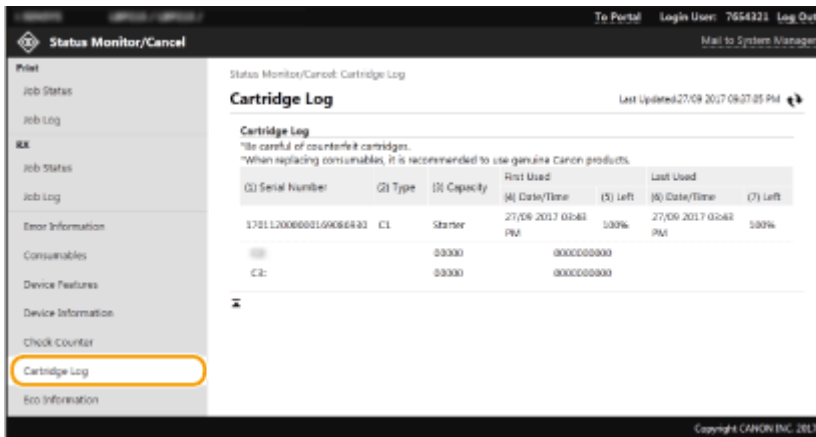 To Portal Login User: 7654321 Log Out
Status Monitor/Cancel
Mail to System Manager
Print
Job Status
Job Log
RX
Job Status
Job Log
Error Information
Consumables
Device Features
Device Information
Check Counter
Cartridge Log
Eco Information
Status Monitor/Cancel: Cartridge Log
Cartridge Log
Last Updated:27/09 2017 09:37:05 PM
Cartridge Log
*Be careful of counterfeit cartridges.
*When replacing consumables, it is recommended to use genuine Canon products.
(1) Serial Number (2) Type (3) Capacity First Used Last Used
(4) Date/Time (5) Left (6) Date/Time (7) Left
C1 Starter 27/09 2017 100% 27/09 2017 100%
PM PM
00000 0000000000
C3: 00000 0000000000
Copyright CANON INC. 2017